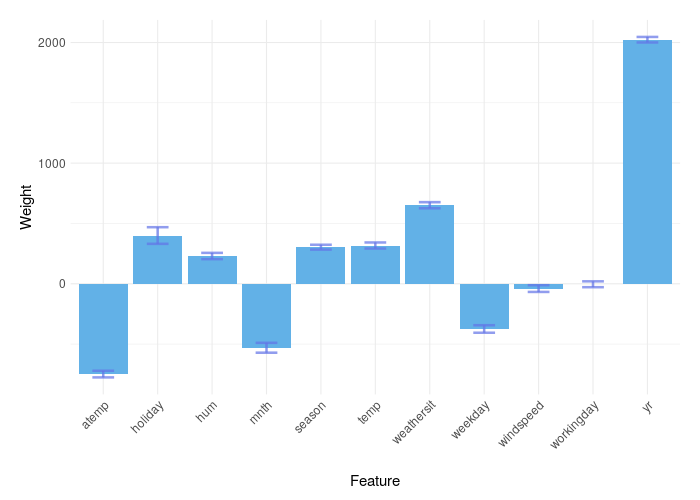 2000
1000
0
Weight
atemp
holiday
hum
mnth
season
temp
weathersit
weekday
windspeed
workingday
yr
Feature